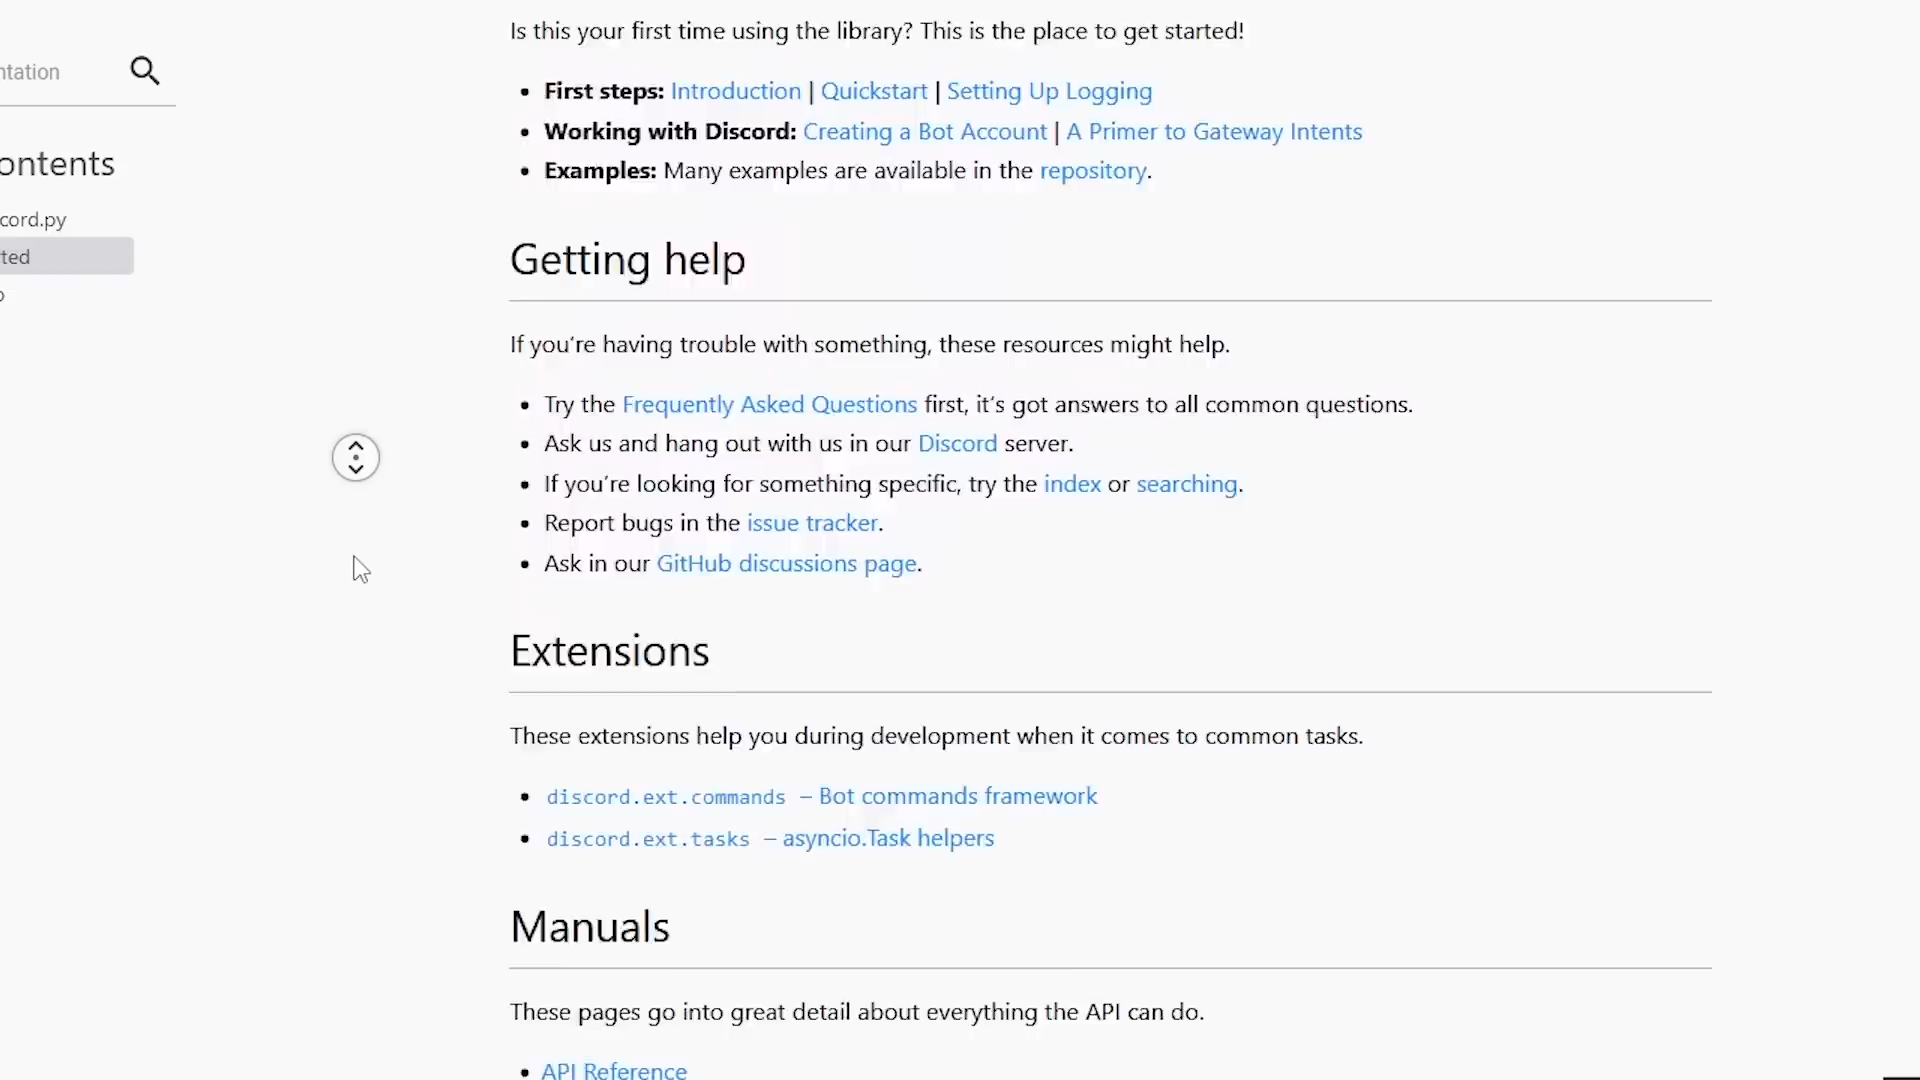 ntation
ontents
cord.py
ted
Is this your first time using the library? This is the place to get started!
• First steps: Introduction | Quickstart | Setting Up Logging
• Working with Discord: Creating a Bot Account | A Primer to Gateway Intents
• Examples: Many examples are available in the repository.
Getting help
If you're having trouble with something, these resources might help.
• Try the Frequently Asked Questions first, it's got answers to all common questions.
• Ask us and hang out with us in our Discord server.
• If you're looking for something specific, try the index or searching.
• Report bugs in the issue tracker.
• Ask in our GitHub discussions page.
Extensions
These extensions help you during development when it comes to common tasks.
• discord.ext.commands – Bot commands framework
• discord.ext.tasks – asyncio.Task helpers
Manuals
These pages go into great detail about everything the API can do.
• API Reference